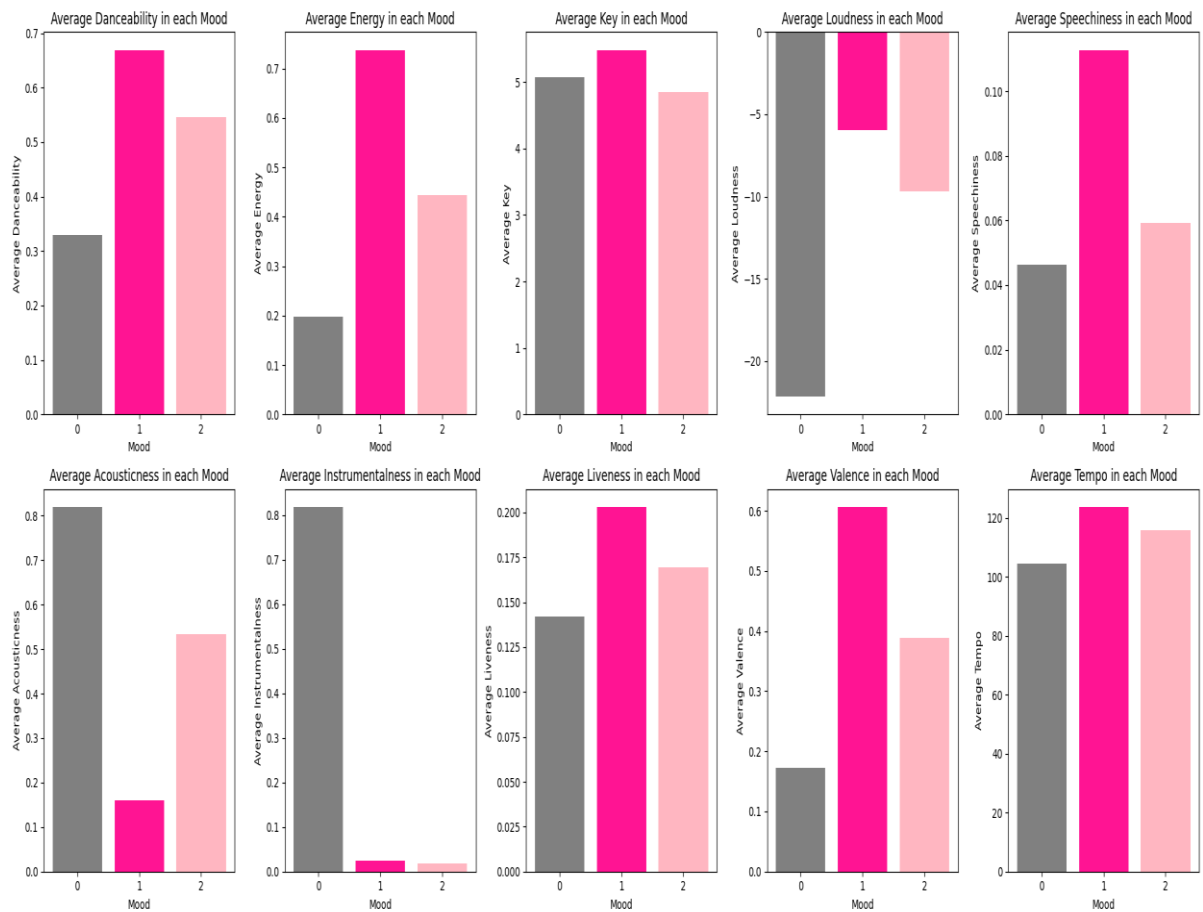 Average Danceability in each Mood
Average Danceability
0.7
0.6
0.5
0.4
0.3
0.2
0.1
0.0
0 1 2
Mood
Average Energy in each Mood
Average Energy
0.7
0.6
0.5
0.4
0.3
0.2
0.1
0.0
0 1 2
Mood
Average Key in each Mood
Average Key
5
4
3
2
1
0
0 1 2
Mood
Average Loudness in each Mood
Average Loudness
0
−5
−10
−15
−20
0 1 2
Mood
Average Speechiness in each Mood
Average Speechiness
0.10
0.08
0.06
0.04
0.02
0.00
0 1 2
Mood
Average Acousticness in each Mood
Average Acousticness
0.8
0.7
0.6
0.5
0.4
0.3
0.2
0.1
0.0
0 1 2
Mood
Average Instrumentalness in each Mood
Average Instrumentalness
0.8
0.7
0.6
0.5
0.4
0.3
0.2
0.1
0.0
0 1 2
Mood
Average Liveness in each Mood
Average Liveness
0.200
0.175
0.150
0.125
0.100
0.075
0.050
0.025
0.000
0 1 2
Mood
Average Valence in each Mood
Average Valence
0.6
0.5
0.4
0.3
0.2
0.1
0.0
0 1 2
Mood
Average Tempo in each Mood
Average Tempo
120
100
80
60
40
20
0
0 1 2
Mood